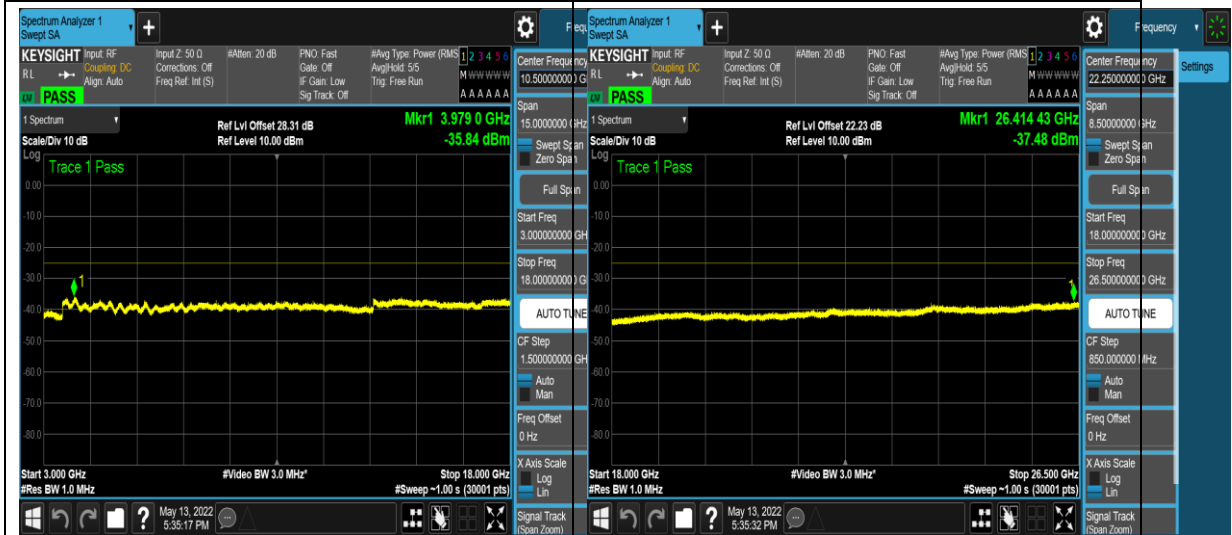 Spectrum Analyzer 1
Swept SA
+
Frequ
KEYSIGHT
RL
Input: RF
Coupling: DC
Align: Auto
Input Z: 50 Ω
Corrections: Off
Freq Ref: Int (S)
#Atten: 20 dB
PNO: Fast
Gate: Off
IF Gain: Low
Sig Track: Off
#Avg Type: Power (RMS
Avg|Hold: 5/5
Trig: Free Run
1 2 3 4 5 6
M W W W W W
A A A A A A
PASS
1 Spectrum
Scale/Div 10 dB
Log
Ref Lvl Offset 28.31 dB
Ref Level 10.00 dBm
Mkr1 3.979 0 GHz
-35.84 dBm
Trace 1 Pass
0.00
-10.0
-20.0
-30.0
-40.0
-50.0
-60.0
-70.0
-80.0
1
Start 3.000 GHz
#Res BW 1.0 MHz
#Video BW 3.0 MHz*
Stop 18.000 GHz
#Sweep ~1.00 s (30001 pts)
?
May 13, 2022
5:35:17 PM
Center Frequency
10.500000000 G
Span
15.0000000 GHz
Swept Span
Zero Span
Full Span
Start Freq
3.000000000 GH
Stop Freq
18.000000000 G
AUTO TUNE
CF Step
1.500000000 GH
Auto
Man
Freq Offset
0 Hz
X Axis Scale
Log
Lin
Signal Track
(Span Zoom)
Spectrum Analyzer 1
Swept SA
+
Frequency
Settings
KEYSIGHT
RL
Input: RF
Coupling: DC
Align: Auto
Input Z: 50 Ω
Corrections: Off
Freq Ref: Int (S)
#Atten: 20 dB
PNO: Fast
Gate: Off
IF Gain: Low
Sig Track: Off
#Avg Type: Power (RMS
Avg|Hold: 5/5
Trig: Free Run
1 2 3 4 5 6
M W W W W W
A A A A A A
PASS
1 Spectrum
Scale/Div 10 dB
Log
Ref Lvl Offset 22.23 dB
Ref Level 10.00 dBm
Mkr1 26.414 43 GHz
-37.48 dBm
Trace 1 Pass
0.00
-10.0
-20.0
-30.0
-40.0
-50.0
-60.0
-70.0
-80.0
1
Start 18.000 GHz
#Res BW 1.0 MHz
#Video BW 3.0 MHz*
Stop 26.500 GHz
#Sweep ~1.00 s (30001 pts)
?
May 13, 2022
5:35:32 PM
Center Frequency
22.250000000 GHz
Span
8.50000000 GHz
Swept Span
Zero Span
Full Span
Start Freq
18.000000000 GHz
Stop Freq
26.500000000 GHz
AUTO TUNE
CF Step
850.000000 MHz
Auto
Man
Freq Offset
0 Hz
X Axis Scale
Log
Lin
Signal Track
(Span Zoom)